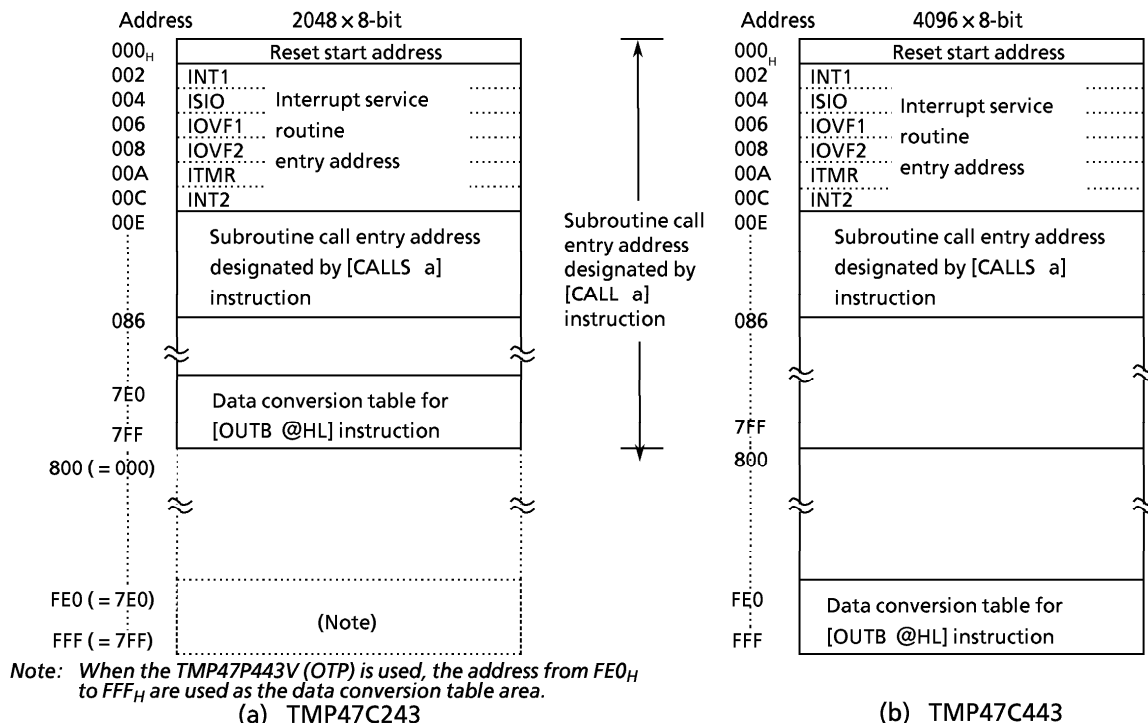 Address 2048 × 8-bit
000H Reset start address
002 INT1
004 ISIO Interrupt service
006 IOVF1 routine
008 IOVF2 entry address
00A ITMR
00C INT2
00E
Subroutine call entry address
designated by [CALLS a]
instruction
086
7E0
Data conversion table for
[OUTB @HL] instruction
7FF
800 (= 000)
FE0 (= 7E0)
(Note)
FFF (= 7FF)
Note: When the TMP47P443V (OTP) is used, the address from FE0H
to FFFH are used as the data conversion table area.
(a) TMP47C243
Subroutine call
entry address
designated by
[CALL a]
instruction
Address 4096 × 8-bit
000H Reset start address
002 INT1
004 ISIO Interrupt service
006 IOVF1 routine
008 IOVF2 entry address
00A ITMR
00C INT2
00E
Subroutine call entry address
designated by [CALLS a]
instruction
086
7FF
800
FE0
Data conversion table for
[OUTB @HL] instruction
FFF
(b) TMP47C443